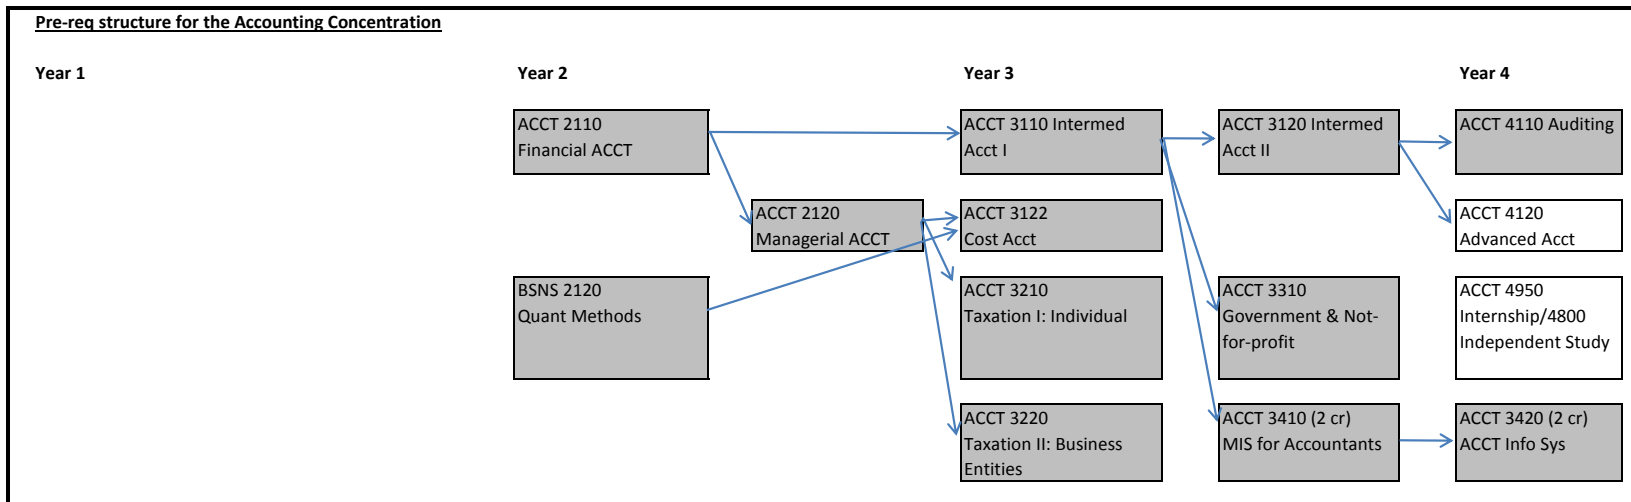 Pre-req structure for the Accounting Concentration
Year 1
Year 2
Year 3
Year 4
ACCT 2110
Financial ACCT
ACCT 3110 Intermed
Acct I
ACCT 3120 Intermed
Acct II
ACCT 4110 Auditing
ACCT 2120
Managerial ACCT
ACCT 3122
Cost Acct
ACCT 4120
Advanced Acct
BSNS 2120
Quant Methods
ACCT 3210
Taxation I: Individual
ACCT 3310
Government & Not-
for-profit
ACCT 4950
Internship/4800
Independent Study
ACCT 3220
Taxation II: Business
Entities
ACCT 3410 (2 cr)
MIS for Accountants
ACCT 3420 (2 cr)
ACCT Info Sys